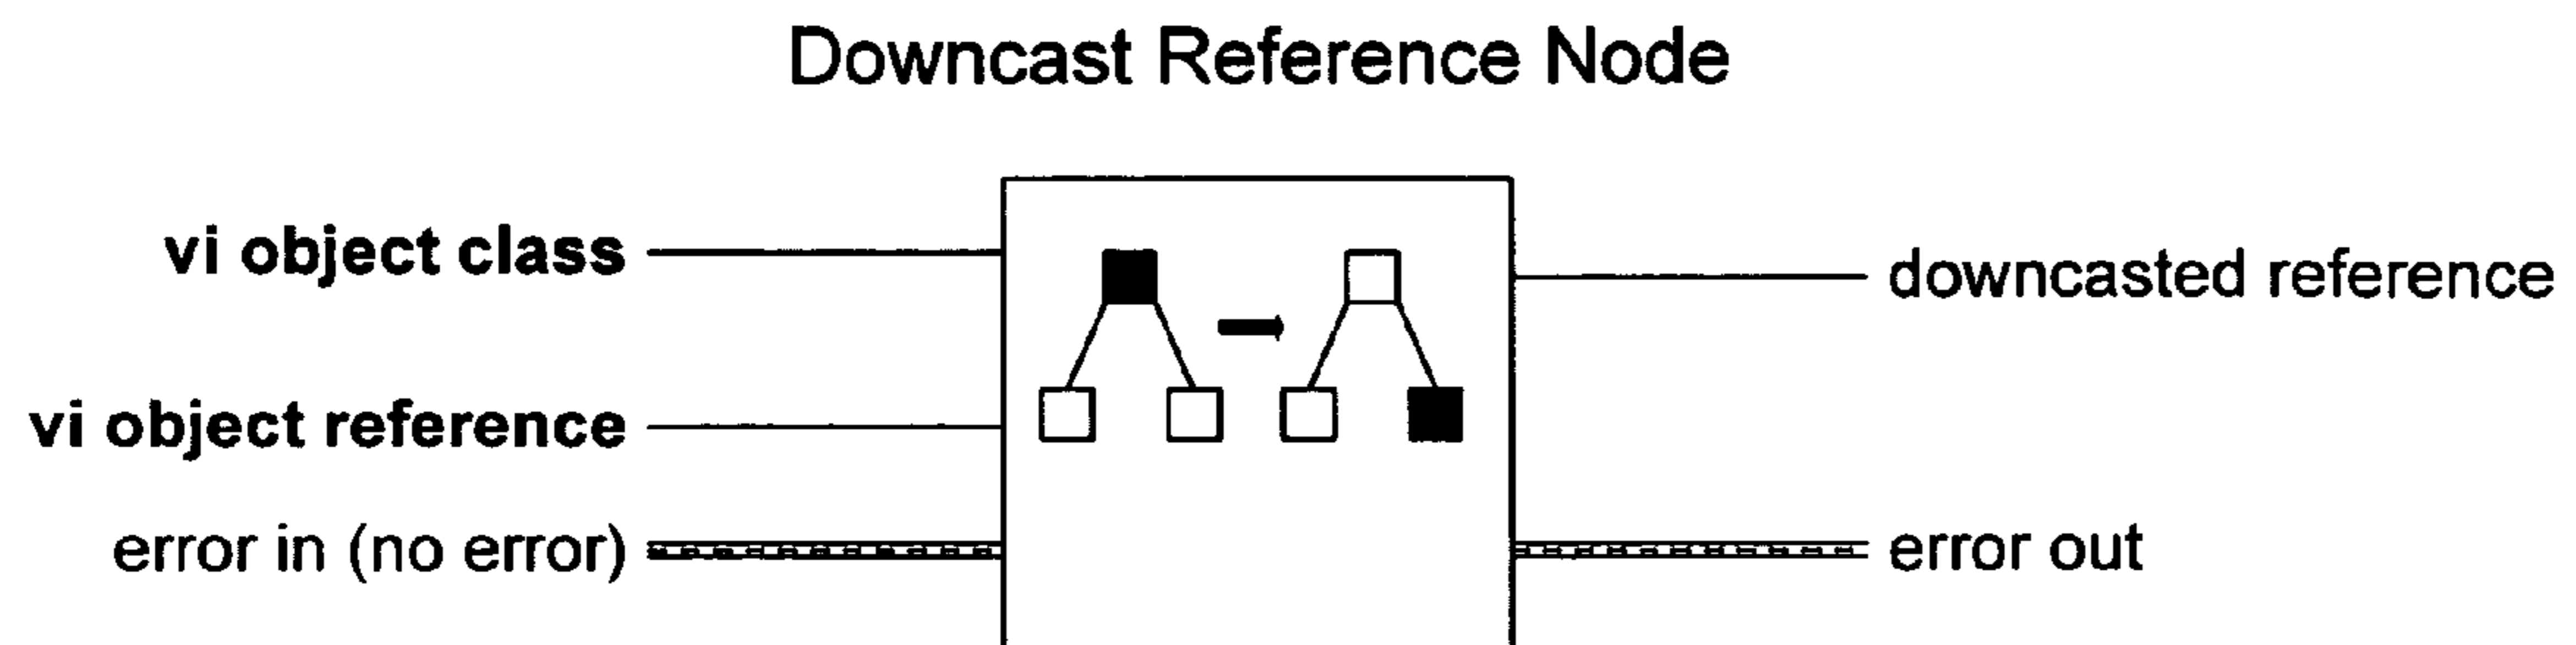 Downcast Reference Node
vi object class
downcasted reference
vi object reference
error in (no error)
error out